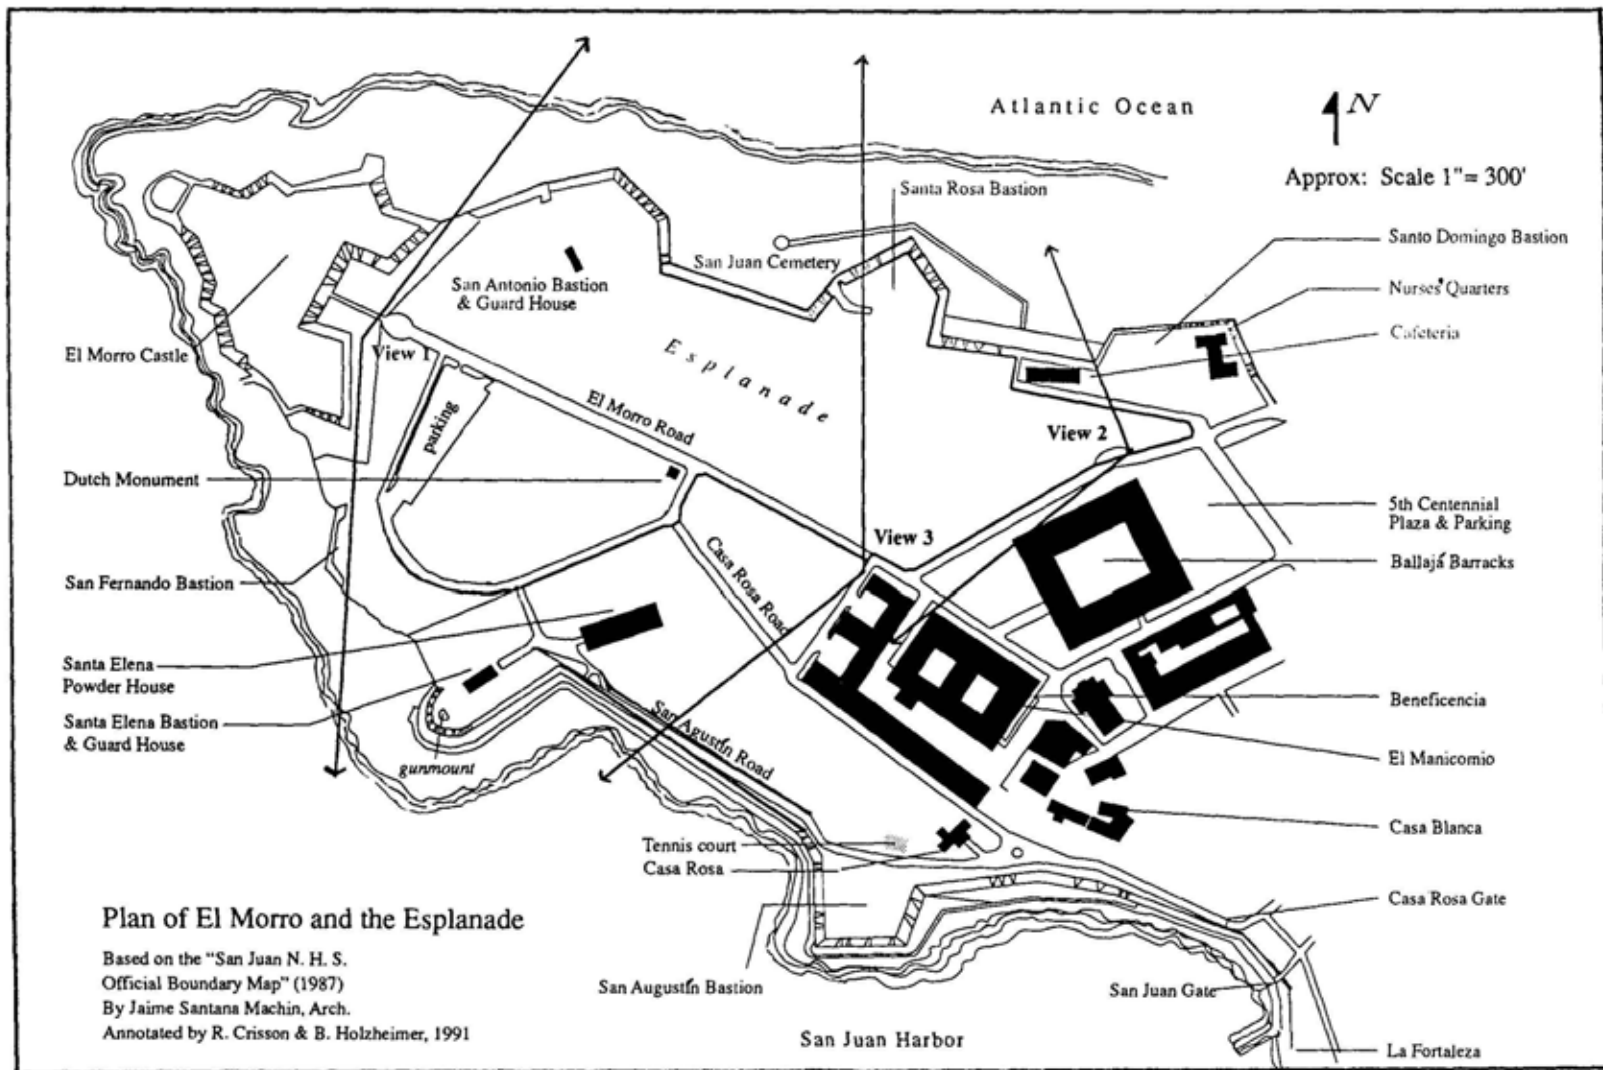 Atlantic Ocean
N
Approx: Scale 1"= 300'
Santa Rosa Bastion
Santo Domingo Bastion
San Juan Cemetery
San Antonio Bastion
& Guard House
Nurses' Quarters
Cafeteria
El Morro Castle
View 1
Esplanade
parking
El Morro Road
View 2
Dutch Monument
5th Centennial
Plaza & Parking
View 3
Ballajá Barracks
San Fernando Bastion
Casa Rosa Road
Santa Elena
Powder House
Beneficencia
Santa Elena Bastion
& Guard House
San Agustín Road
gunmount
El Manicomio
Casa Blanca
Tennis court
Casa Rosa
Casa Rosa Gate
Plan of El Morro and the Esplanade
Based on the "San Juan N. H. S.
Official Boundary Map" (1987)
By Jaime Santana Machin, Arch.
Annotated by R. Crisson & B. Holzheimer, 1991
San Augustín Bastion
San Juan Gate
San Juan Harbor
La Fortaleza